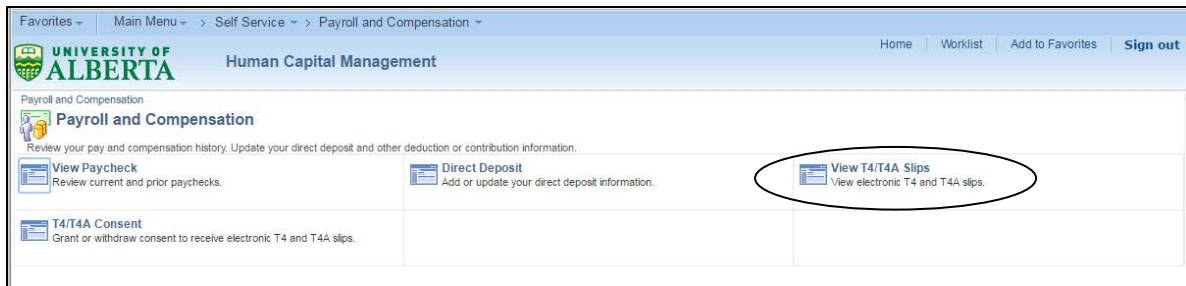 Favorites Main Menu > Self Service > Payroll and Compensation
Home Worklist Add to Favorites Sign out
UNIVERSITY OF
ALBERTA
Human Capital Management
Payroll and Compensation
Payroll and Compensation
Review your pay and compensation history. Update your direct deposit and other deduction or contribution information.
View Paycheck
Review current and prior paychecks.
Direct Deposit
Add or update your direct deposit information.
View T4/T4A Slips
View electronic T4 and T4A slips.
T4/T4A Consent
Grant or withdraw consent to receive electronic T4 and T4A slips.